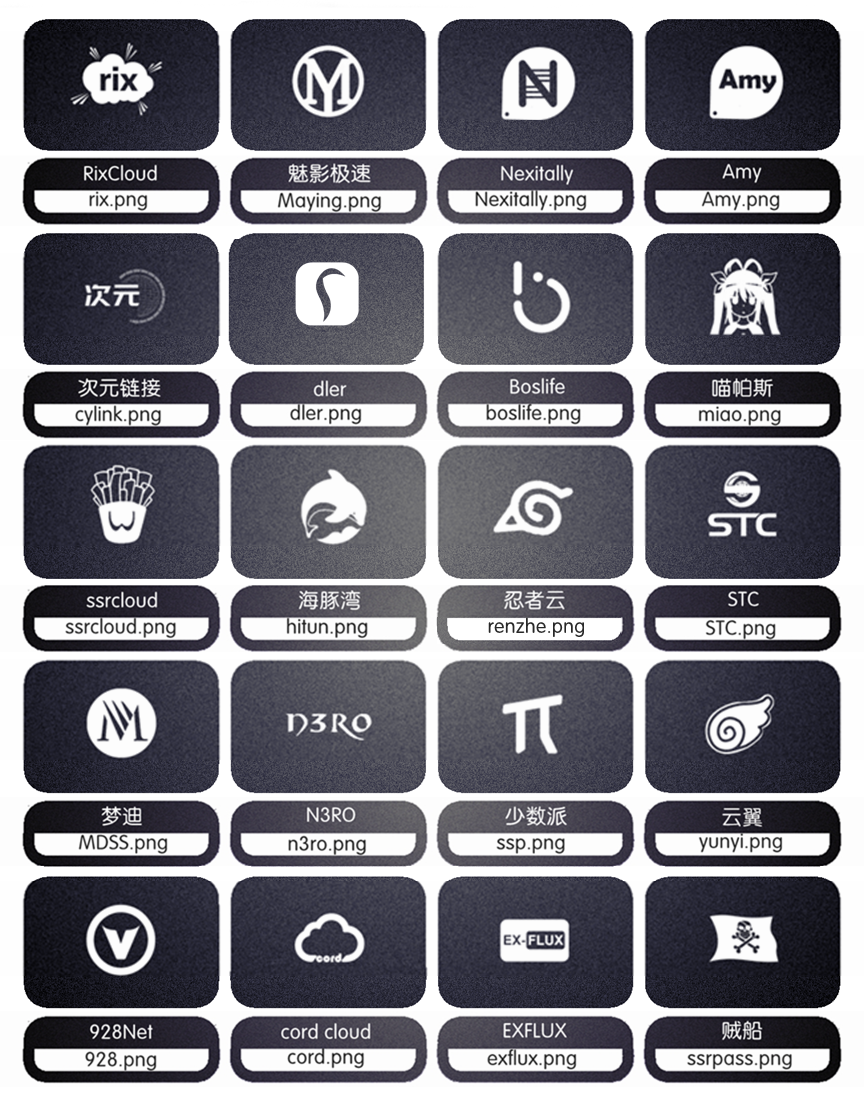 rix
M
N
Amy
RixCloud
魅影极速
Nexitally
Amy
rix.png
Maying.png
Nexitally.png
Amy.png
次元
次元链接
dler
Boslife
喵帕斯
cylink.png
dler.png
boslife.png
miao.png
STC
ssrcloud
海豚湾
忍者云
STC
ssrcloud.png
hitun.png
renzhe.png
STC.png
M
n3RO
梦迪
N3RO
少数派
云翼
MDSS.png
n3ro.png
ssp.png
yunyi.png
V
cord
EX-FLUX
928Net
cord cloud
EXFLUX
贼船
928.png
cord.png
exflux.png
ssrpass.png